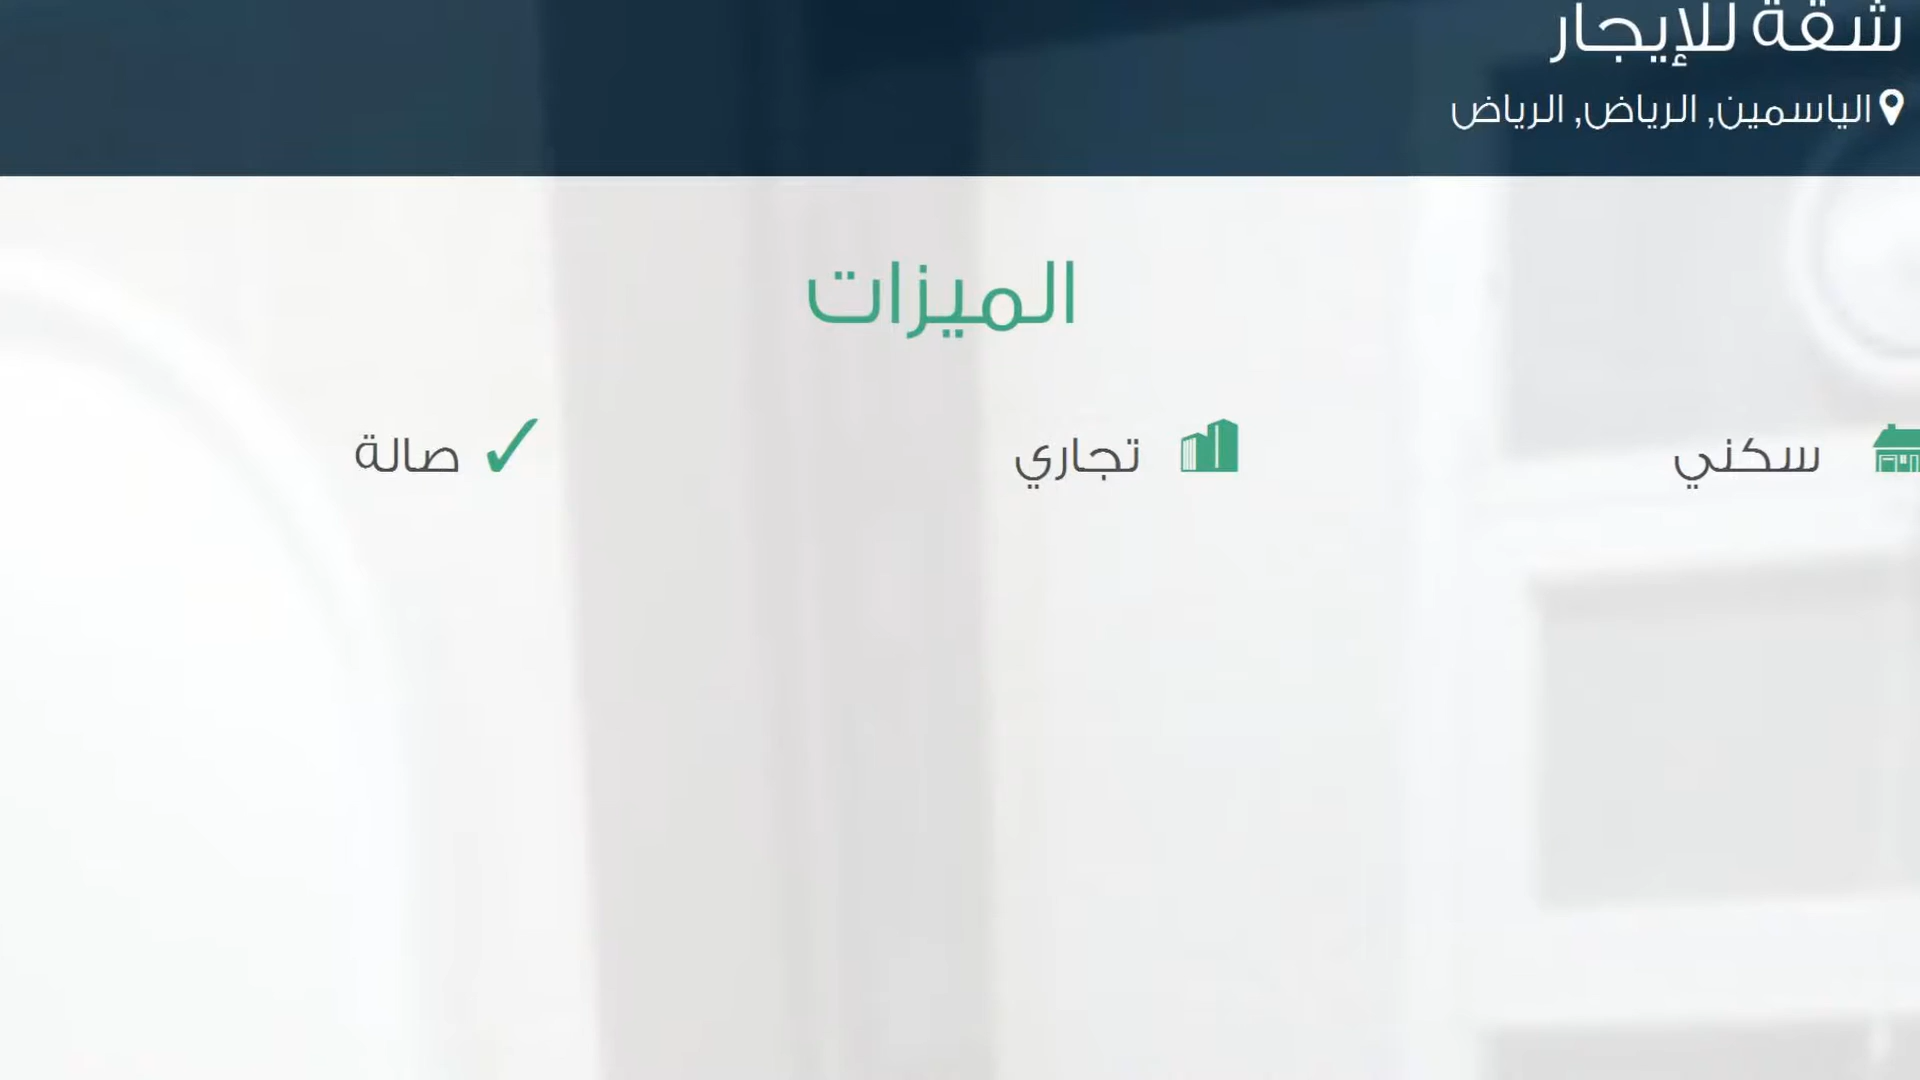 شقة للإيجار
الياسمين, الرياض, الرياض
الميزات
سكني
تجاري
صالة